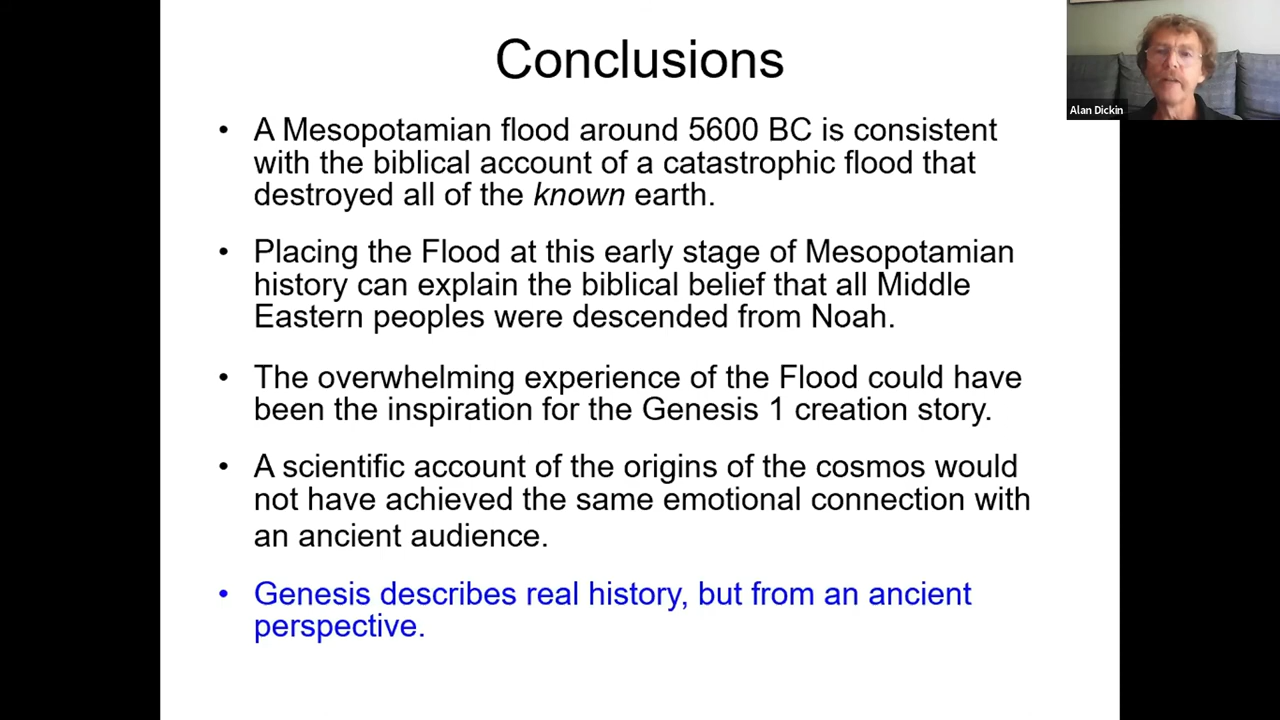 Conclusions
Alan Dickin
• A Mesopotamian flood around 5600 BC is consistent
with the biblical account of a catastrophic flood that
destroyed all of the known earth.
• Placing the Flood at this early stage of Mesopotamian
history can explain the biblical belief that all Middle
Eastern peoples were descended from Noah.
• The overwhelming experience of the Flood could have
been the inspiration for the Genesis 1 creation story.
• A scientific account of the origins of the cosmos would
not have achieved the same emotional connection with
an ancient audience.
• Genesis describes real history, but from an ancient
perspective.